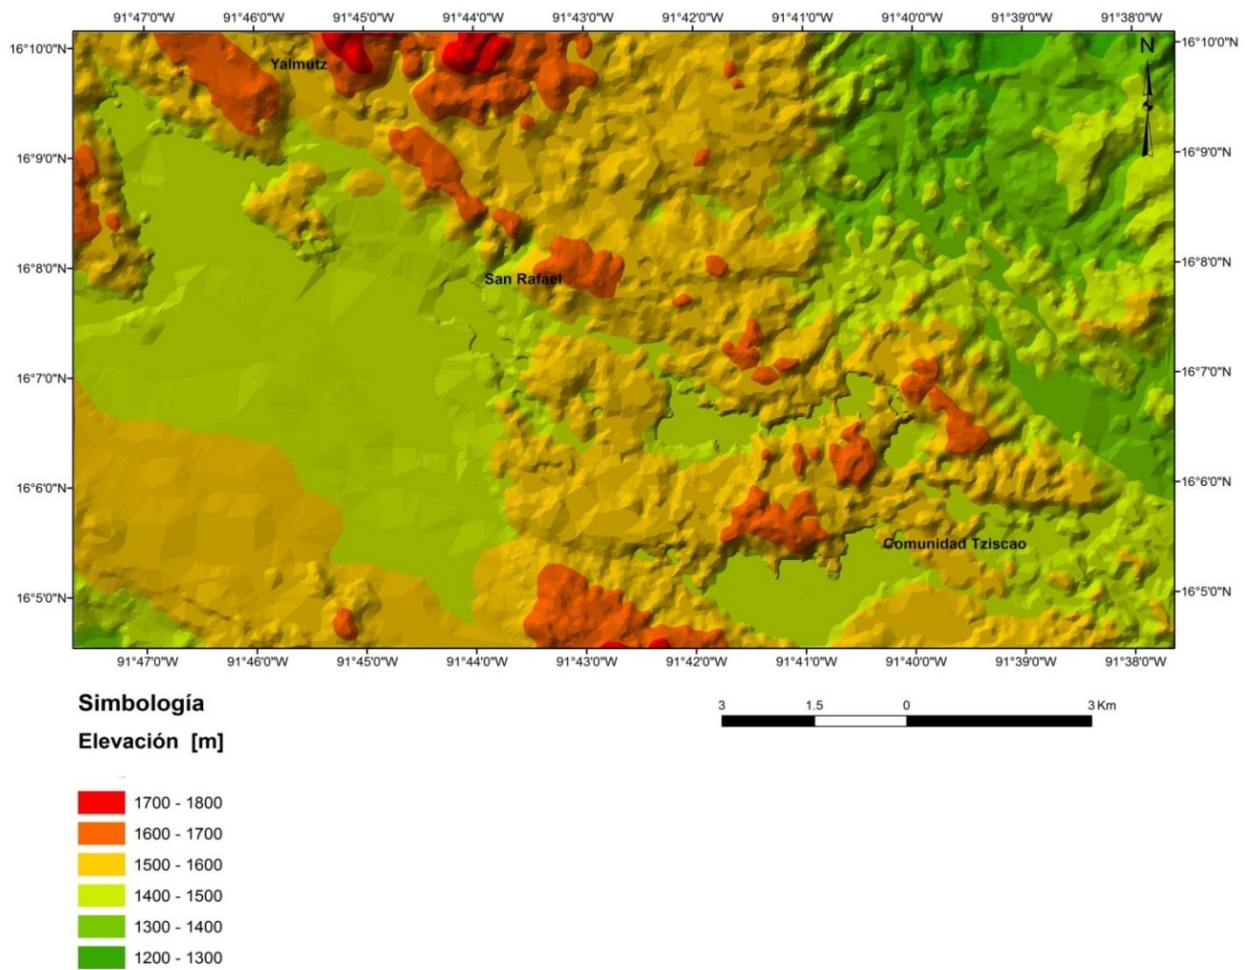 91°47'0"W 91°46'0"W 91°45'0"W 91°44'0"W 91°43'0"W 91°42'0"W 91°41'0"W 91°40'0"W 91°39'0"W 91°38'0"W
16°10'0"N 16°10'0"N
N
Yalmutz
16°9'0"N 16°9'0"N
16°8'0"N 16°8'0"N
San Rafael
16°7'0"N 16°7'0"N
16°6'0"N 16°6'0"N
Comunidad Tziscao
16°5'0"N 16°5'0"N
91°47'0"W 91°46'0"W 91°45'0"W 91°44'0"W 91°43'0"W 91°42'0"W 91°41'0"W 91°40'0"W 91°39'0"W 91°38'0"W
Simbología
3 1.5 0 3 Km
Elevación [m]
1700 - 1800
1600 - 1700
1500 - 1600
1400 - 1500
1300 - 1400
1200 - 1300